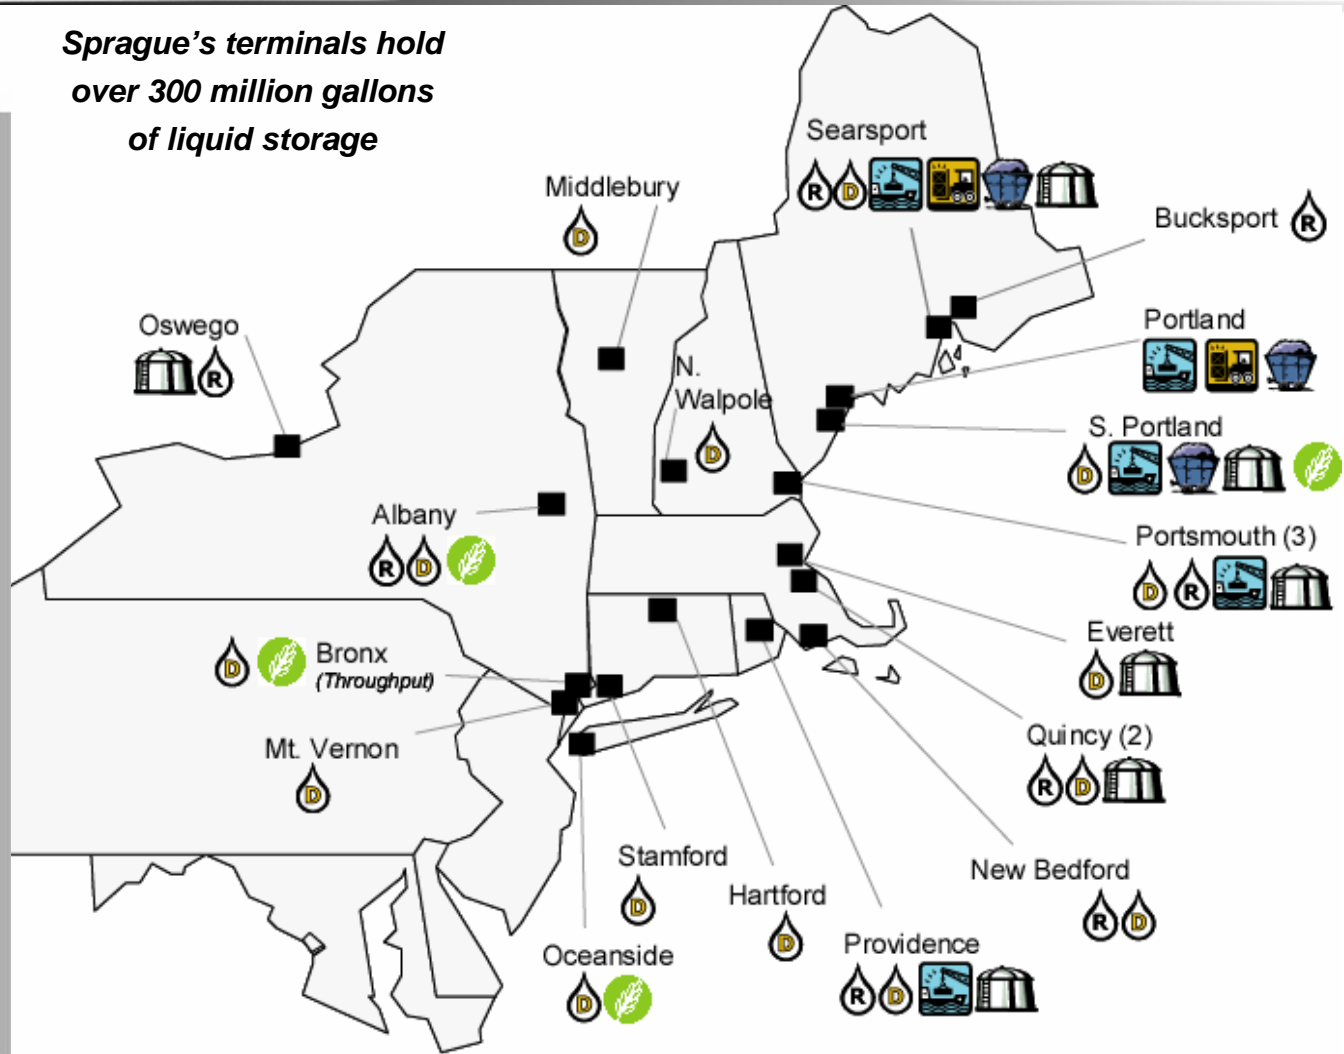 Sprague's terminals hold
over 300 million gallons
of liquid storage
Searsport
R D
Middlebury
D
Bucksport R
Oswego
R
Portland
N.
Walpole
D
S. Portland
D
Albany
R D
Portsmouth (3)
D R
Everett
D
D Bronx
(Throughput)
Quincy (2)
R D
Mt. Vernon
D
Stamford
D
New Bedford
R D
Hartford
D
Providence
R D
Oceanside
D